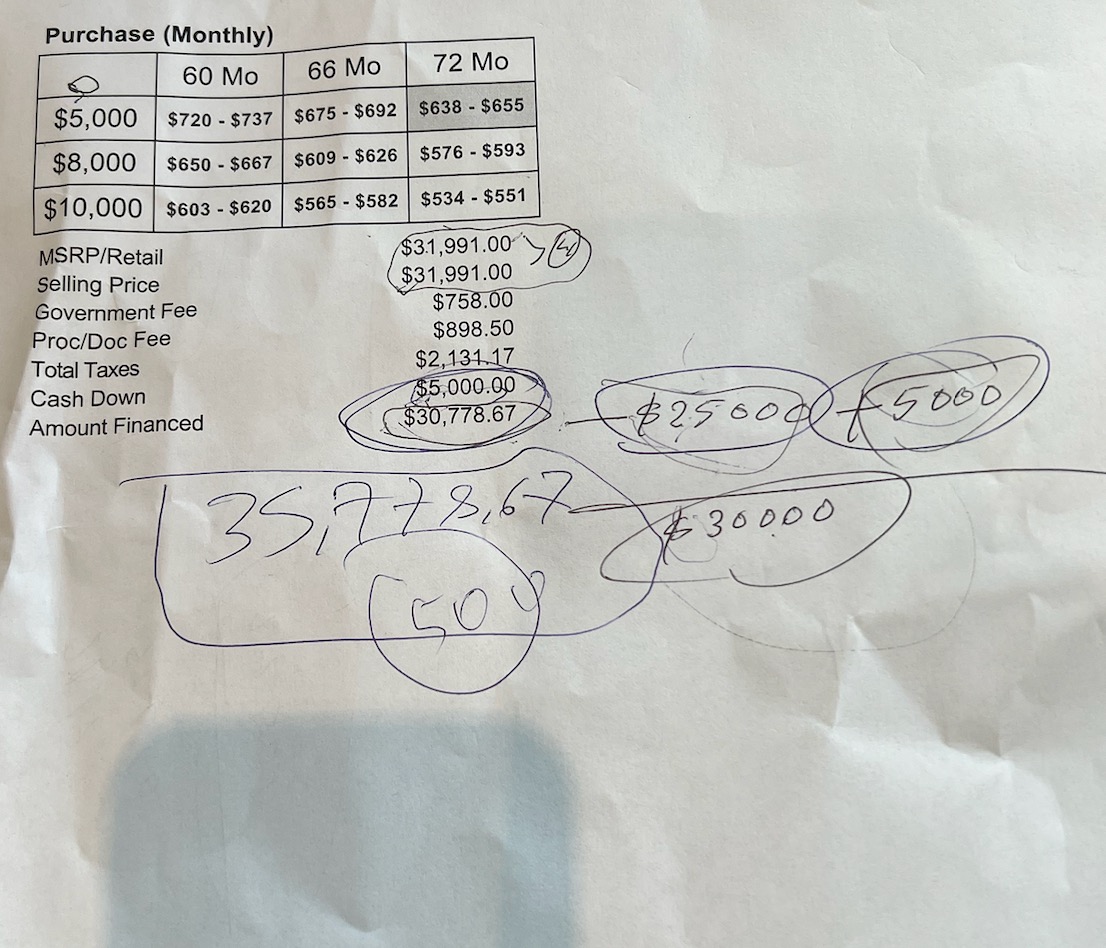 Purchase (Monthly)
60 Mo 66 Mo 72 Mo
$5,000 $720 - $737 $675 - $692 $638 - $655
$8,000 $650 - $667 $609 - $626 $576 - $593
$10,000 $603 - $620 $565 - $582 $534 - $551
MSRP/Retail $31,991.00
Selling Price $31,991.00
Government Fee $758.00
Proc/Doc Fee $898.50
Total Taxes $2,131.17
Cash Down $5,000.00
Amount Financed $30,778.67 — $25000 + 5000
35,778.67 — $30000
500